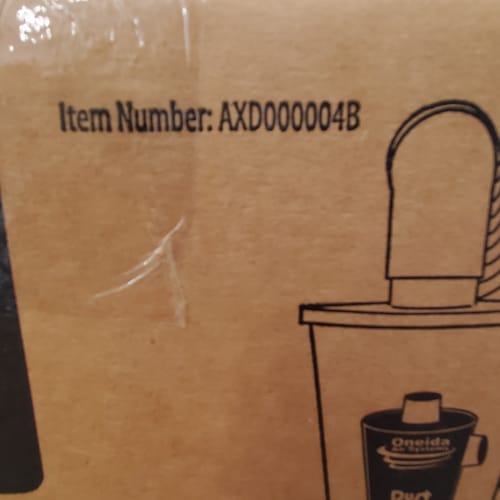 Item Number: AXD000004B
Oneida
Air Systems
Dust